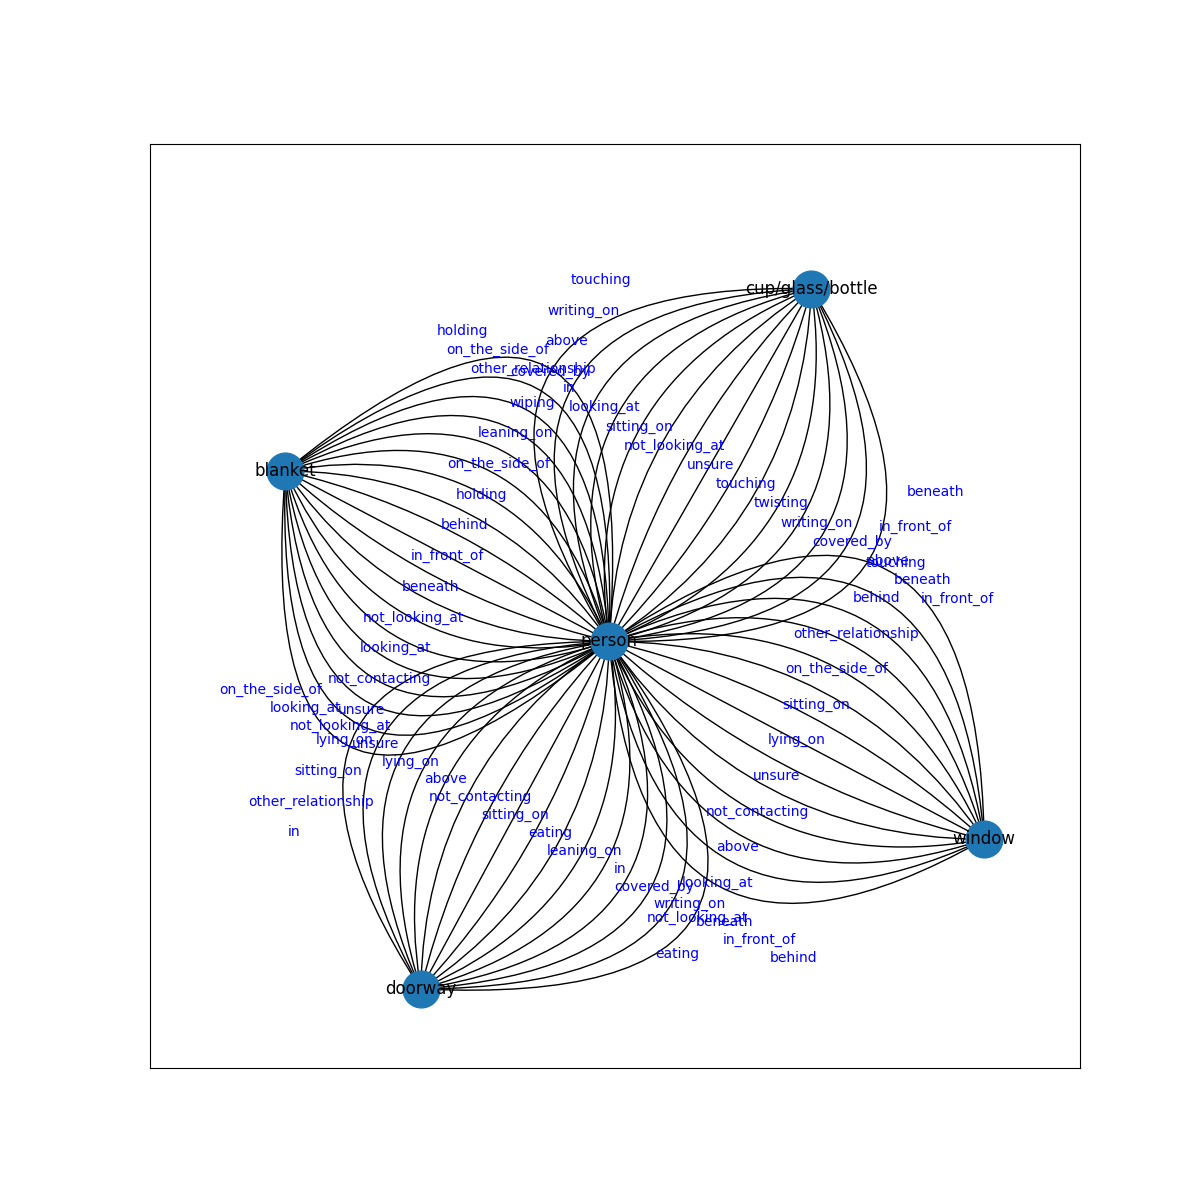 touching
cup/glass/bottle
writing_on
holding
above
on_the_side_of
other_relationship
covered_by
in
wiping
looking_at
sitting_on
leaning_on
not_looking_at
on_the_side_of
unsure
blanket
touching
beneath
holding
twisting
behind
writing_on
in_front_of
covered_by
in_front_of
above
touching
beneath
beneath
behind
in_front_of
not_looking_at
other_relationship
person
looking_at
on_the_side_of
not_contacting
on_the_side_of
sitting_on
looking_at
unsure
not_looking_at
lying_on
unsure
lying_on
lying_on
sitting_on
unsure
above
not_contacting
other_relationship
not_contacting
sitting_on
in
eating
window
above
leaning_on
in
looking_at
covered_by
writing_on
not_looking_at
beneath
in_front_of
eating
behind
doorway